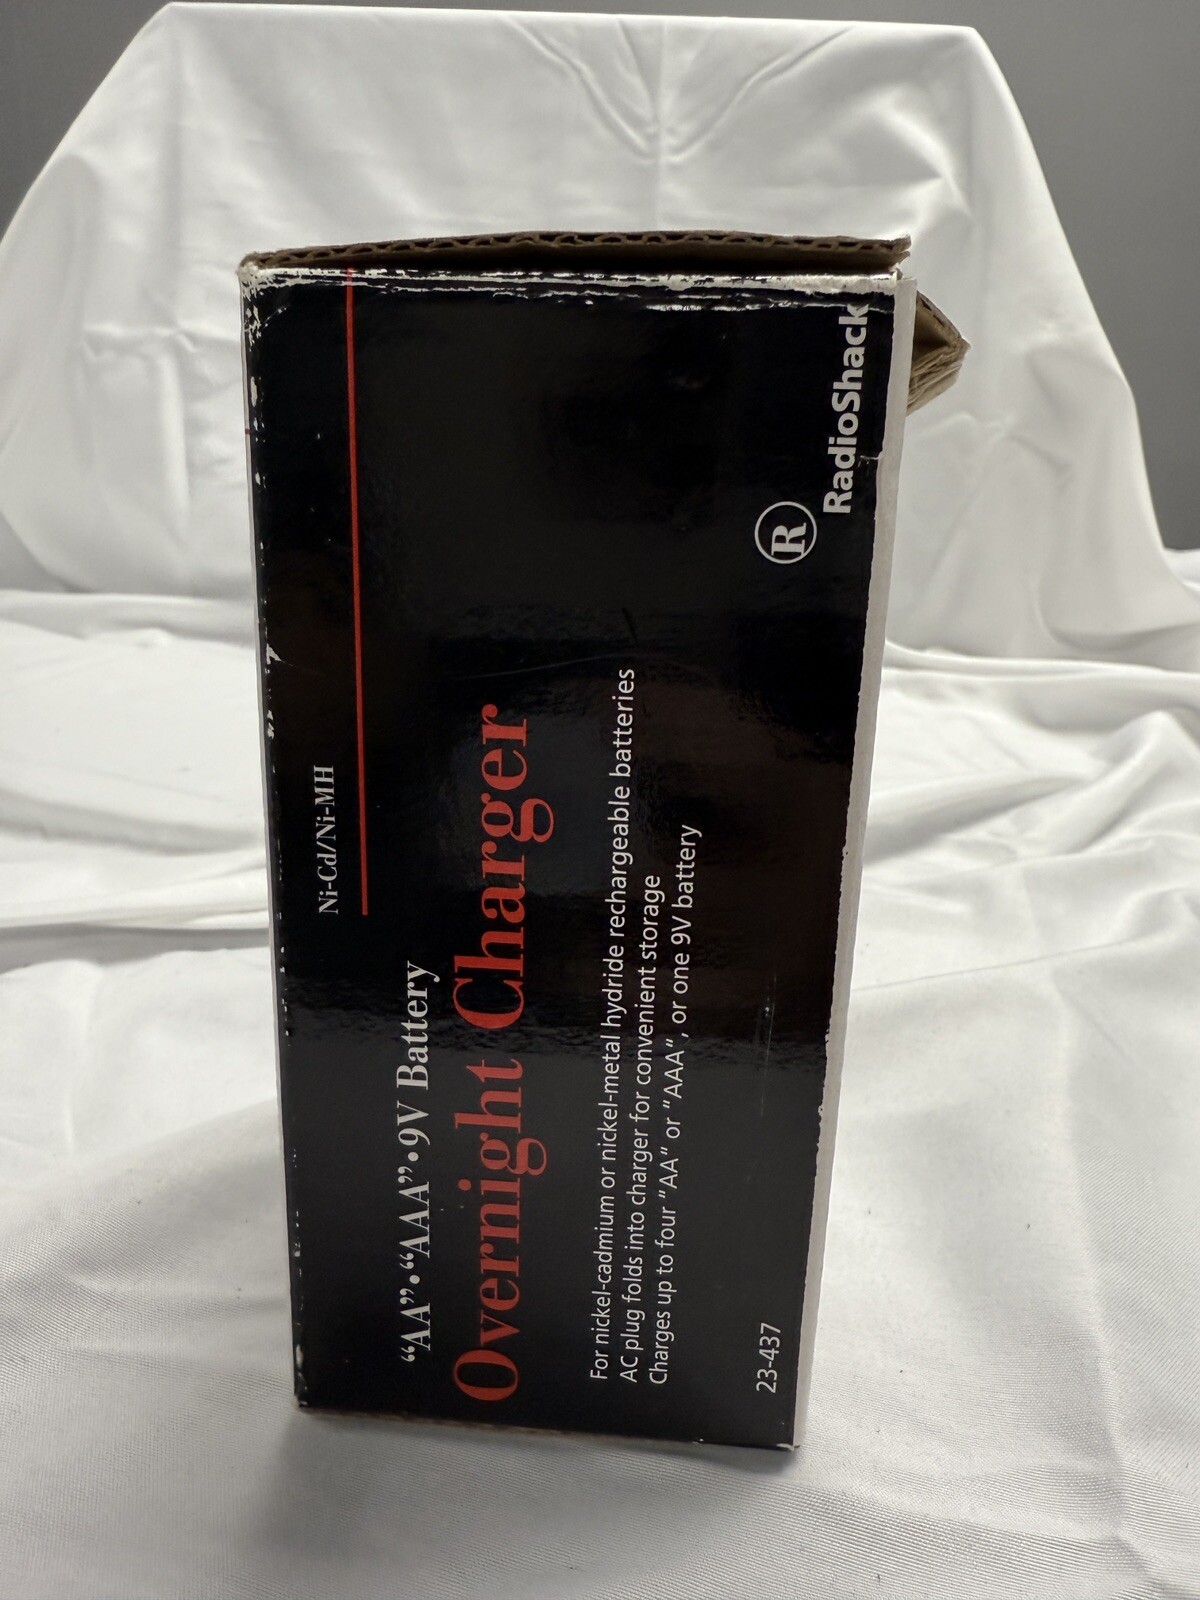 Ni-Cd/Ni-MH
“AA”•“AAA”•9V Battery
Overnight Charger
For nickel-cadmium or nickel-metal hydride rechargeable batteries
AC plug folds into charger for convenient storage
Charges up to four "AA" or "AAA", or one 9V battery
23-437
R
RadioShack